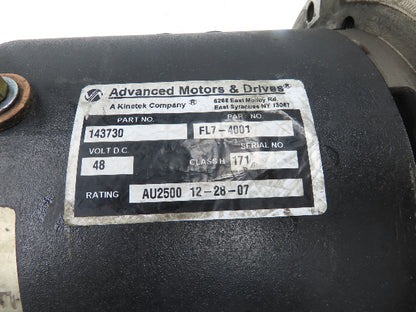 Advanced Motors & Drives®
A Kinetek Company ®
6268 East Molloy Rd.
East Syracuse NY 13057
PART NO. PAR NO.
143730 FL7-4001
VOLT D.C. SERIAL NO.
48 CLASS H 171
RATING AU2500 12-28-07